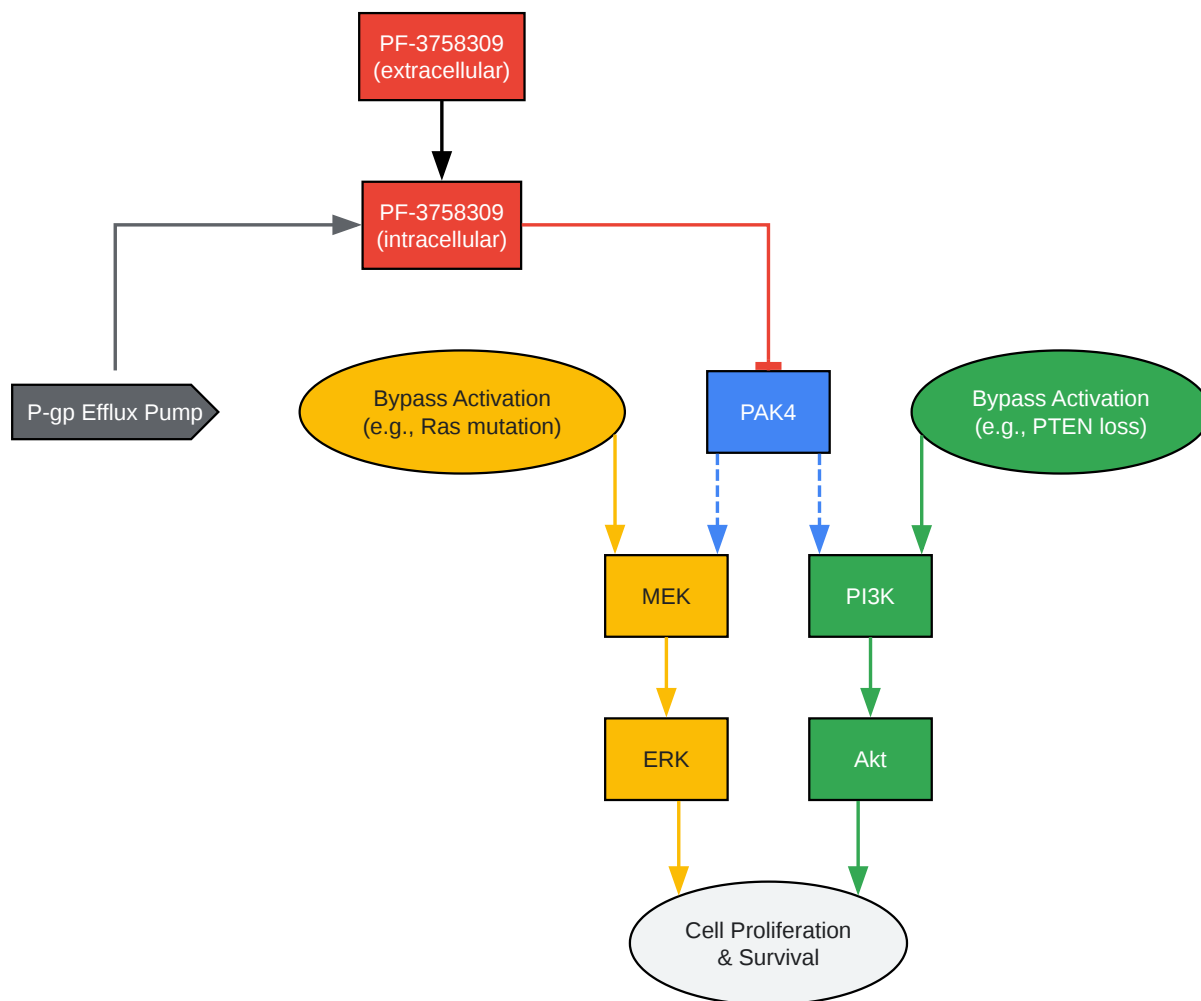 PF-3758309
(extracellular)
PF-3758309
(intracellular)
P-gp Efflux Pump
Bypass Activation
(e.g., Ras mutation)
PAK4
Bypass Activation
(e.g., PTEN loss)
MEK
PI3K
ERK
Akt
Cell Proliferation
& Survival